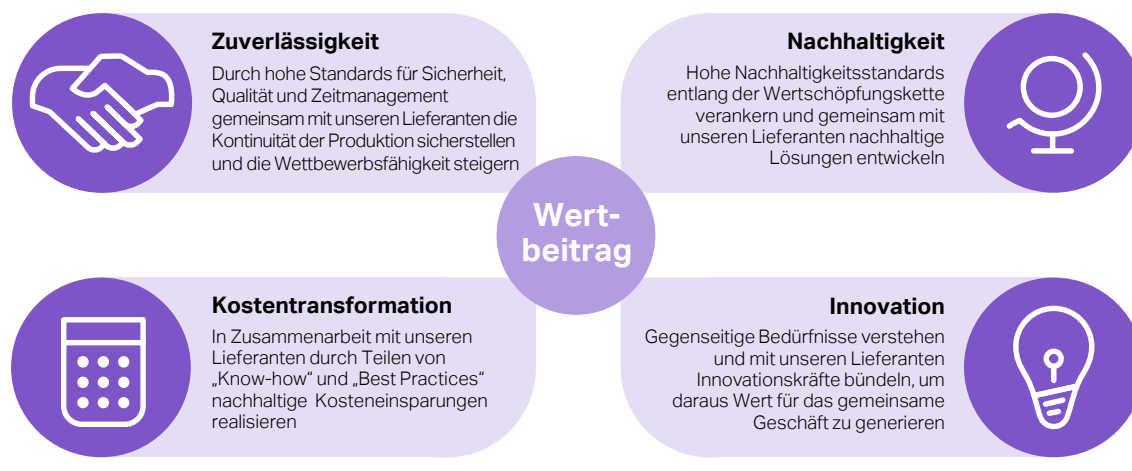 Zuverlässigkeit
Durch hohe Standards für Sicherheit,
Qualität und Zeitmanagement
gemeinsam mit unseren Lieferanten die
Kontinuität der Produktion sicherstellen
und die Wettbewerbsfähigkeit steigern
Nachhaltigkeit
Hohe Nachhaltigkeitsstandards
entlang der Wertschöpfungskette
verankern und gemeinsam mit
unseren Lieferanten nachhaltige
Lösungen entwickeln
Wert-
beitrag
Kostentransformation
In Zusammenarbeit mit unseren
Lieferanten durch Teilen von
„Know-how“ und „Best Practices“
nachhaltige Kosteneinsparungen
realisieren
Innovation
Gegenseitige Bedürfnisse verstehen
und mit unseren Lieferanten
Innovationskräfte bündeln, um
daraus Wert für das gemeinsame
Geschäft zu generieren